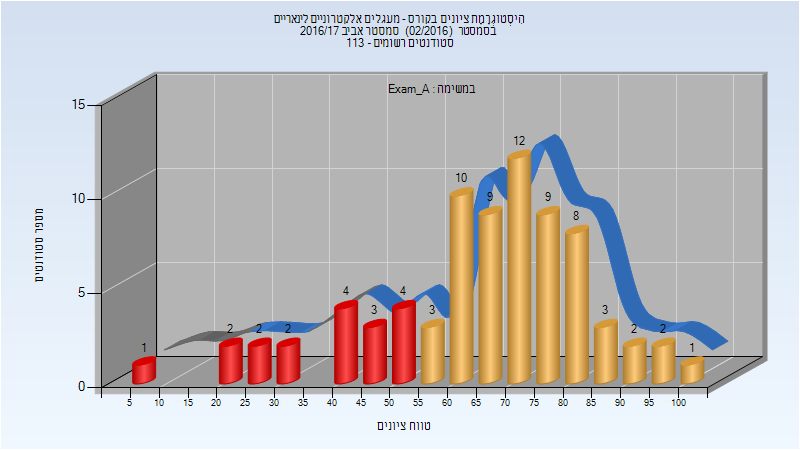 הִיסטוגרָמַת ציונים בקורס - מעגלים אלקטרוניים לינאריים
בסמסטר (02/2016) סמסטר אביב 2016/17
סטודנטים רשומים - 113
במשימה : Exam_A
מספר סטודנטים
15
10
5
0
1 2 2 2 4 3 4 3 10 9 12 9 8 3 2 2 1
5 10 15 20 25 30 35 40 45 50 55 60 65 70 75 80 85 90 95 100
טווח ציונים